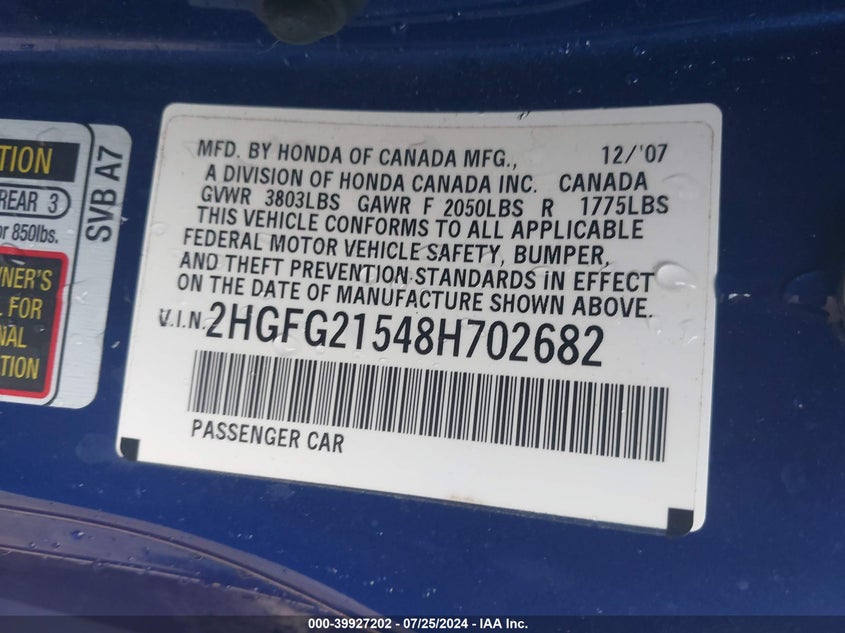 TION
REAR 3
or 850lbs.
SVB A7
NER'S
L FOR
NAL
TION
MFD. BY HONDA OF CANADA MFG., 12/'07
A DIVISION OF HONDA CANADA INC. CANADA
GVWR 3803LBS GAWR F 2050LBS R 1775LBS
THIS VEHICLE CONFORMS TO ALL APPLICABLE
FEDERAL MOTOR VEHICLE SAFETY, BUMPER,
AND THEFT PREVENTION STANDARDS IN EFFECT
ON THE DATE OF MANUFACTURE SHOWN ABOVE.
V.I.N. 2HGFG21548H702682
PASSENGER CAR
000-39927202 - 07/25/2024 - IAA Inc.